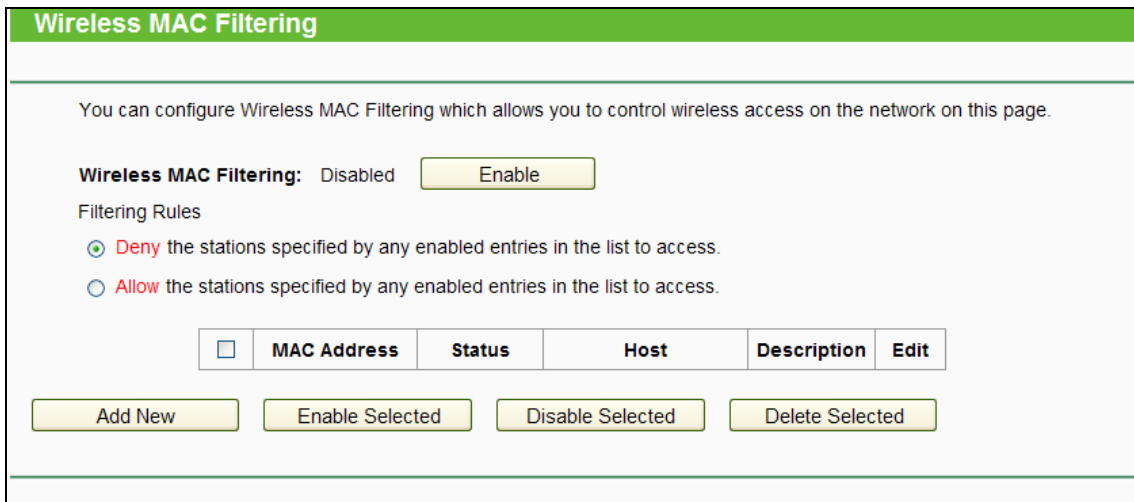 Wireless MAC Filtering
You can configure Wireless MAC Filtering which allows you to control wireless access on the network on this page.
Wireless MAC Filtering: Disabled Enable
Filtering Rules
Deny the stations specified by any enabled entries in the list to access.
Allow the stations specified by any enabled entries in the list to access.
MAC Address Status Host Description Edit
Add New Enable Selected Disable Selected Delete Selected